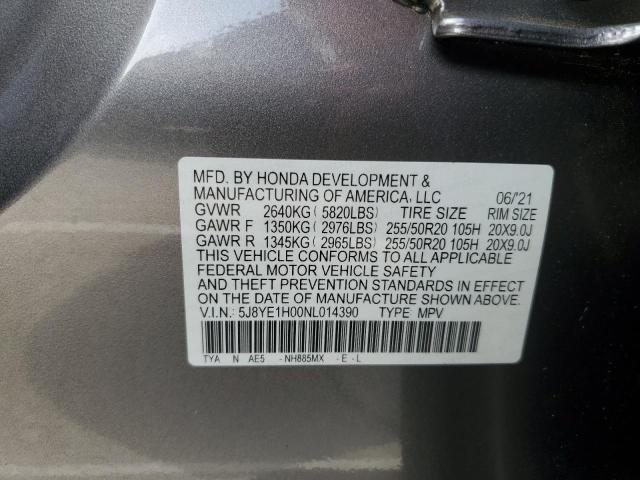 MFD. BY HONDA DEVELOPMENT &
MANUFACTURING OF AMERICA, LLC 06/'21
GVWR 2640KG ( 5820LBS) TIRE SIZE RIM SIZE
GAWR F 1350KG ( 2976LBS) 255/50R20 105H 20X9.0J
GAWR R 1345KG ( 2965LBS) 255/50R20 105H 20X9.0J
THIS VEHICLE CONFORMS TO ALL APPLICABLE
FEDERAL MOTOR VEHICLE SAFETY
AND THEFT PREVENTION STANDARDS IN EFFECT
ON THE DATE OF MANUFACTURE SHOWN ABOVE.
V.I.N.: 5J8YE1H00NL014390 TYPE: MPV
TYA N AE5 -NH885MX -E-L